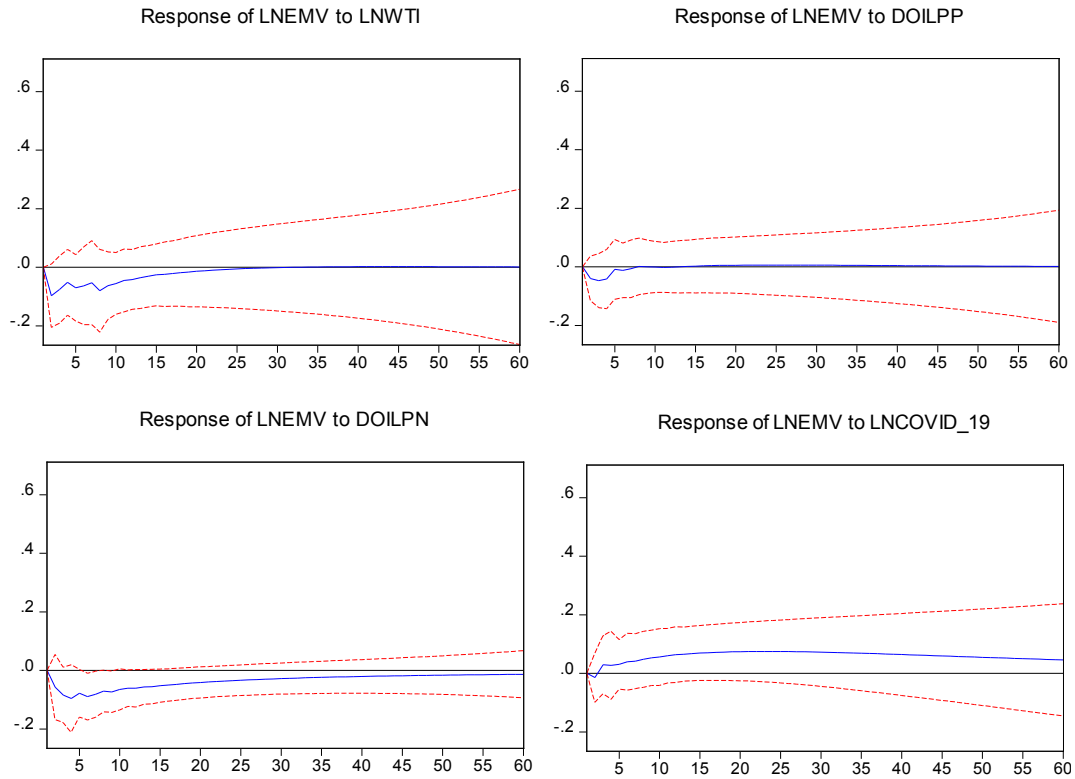 Response of LNEMV to LNWTI
.6
.4
.2
.0
-.2
5 10 15 20 25 30 35 40 45 50 55 60
Response of LNEMV to DOILPP
.6
.4
.2
.0
-.2
5 10 15 20 25 30 35 40 45 50 55 60
Response of LNEMV to DOILPN
.6
.4
.2
.0
-.2
5 10 15 20 25 30 35 40 45 50 55 60
Response of LNEMV to LNCOVID_19
.6
.4
.2
.0
-.2
5 10 15 20 25 30 35 40 45 50 55 60